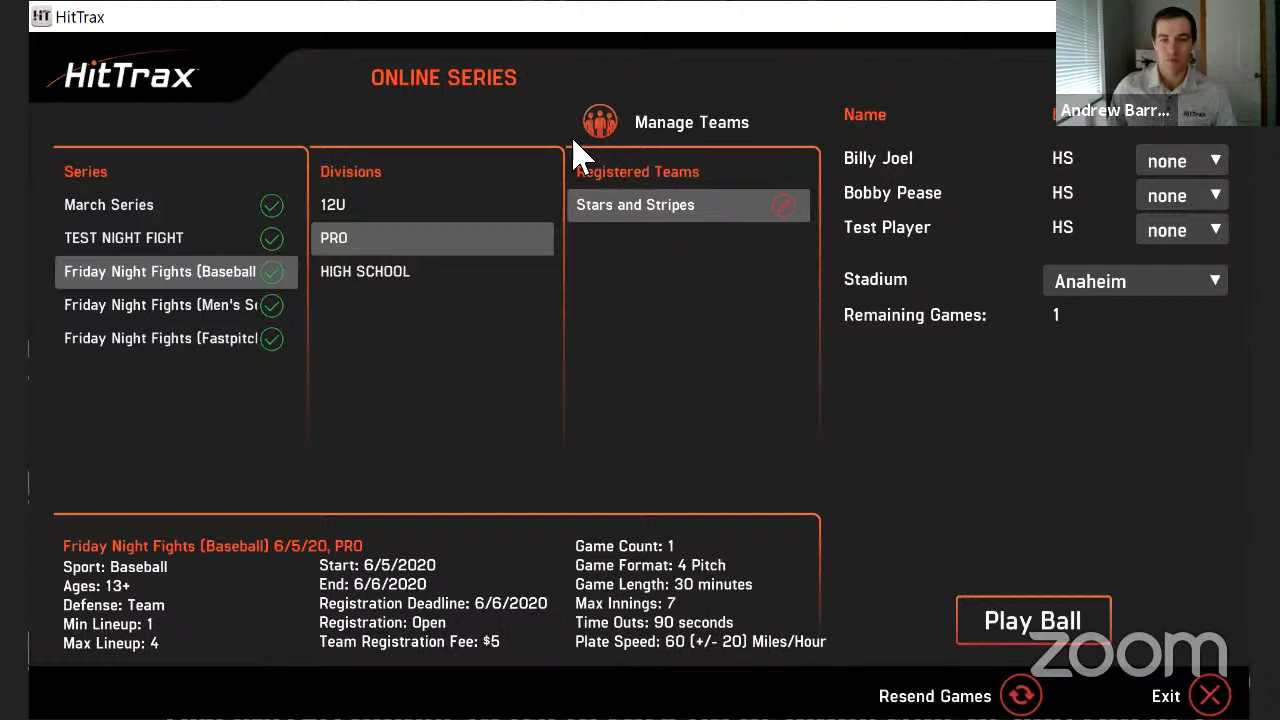 HT HitTrax
HitTrax
ONLINE SERIES
Manage Teams
Series
March Series
TEST NIGHT FIGHT
Friday Night Fights (Baseball
Friday Night Fights (Men's S
Friday Night Fights (Fastpitc
Divisions
12U
PRO
HIGH SCHOOL
Registered Teams
Stars and Stripes
Name
Billy Joel HS none
Bobby Pease HS none
Test Player HS none
Stadium Anaheim
Remaining Games: 1
Andrew Barr...
HitTrax
Friday Night Fights (Baseball) 6/5/20, PRO
Sport: Baseball
Ages: 13+
Defense: Team
Min Lineup: 1
Max Lineup: 4
Start: 6/5/2020
End: 6/6/2020
Registration Deadline: 6/6/2020
Registration: Open
Team Registration Fee: $5
Game Count: 1
Game Format: 4 Pitch
Game Length: 30 minutes
Max Innings: 7
Time Outs: 90 seconds
Plate Speed: 60 (+/- 20) Miles/Hour
Play Ball
zoom
Resend Games
Exit